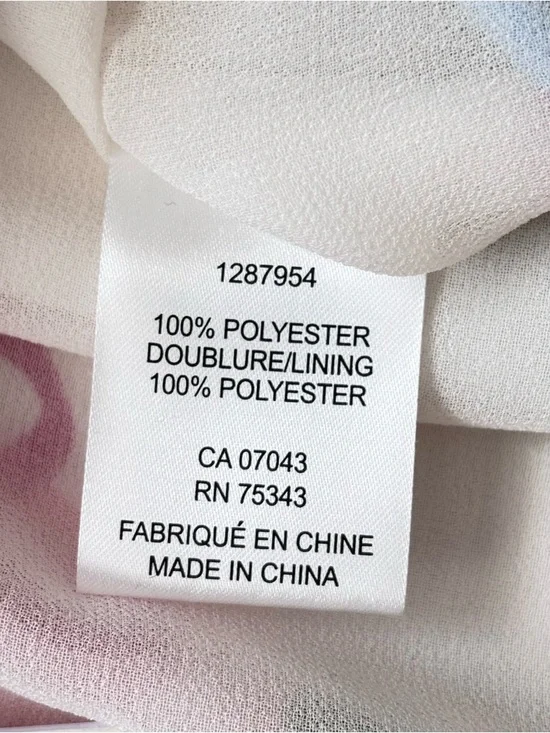 1287954
100% POLYESTER
DOUBLURE/LINING
100% POLYESTER
CA 07043
RN 75343
FABRIQUÉ EN CHINE
MADE IN CHINA